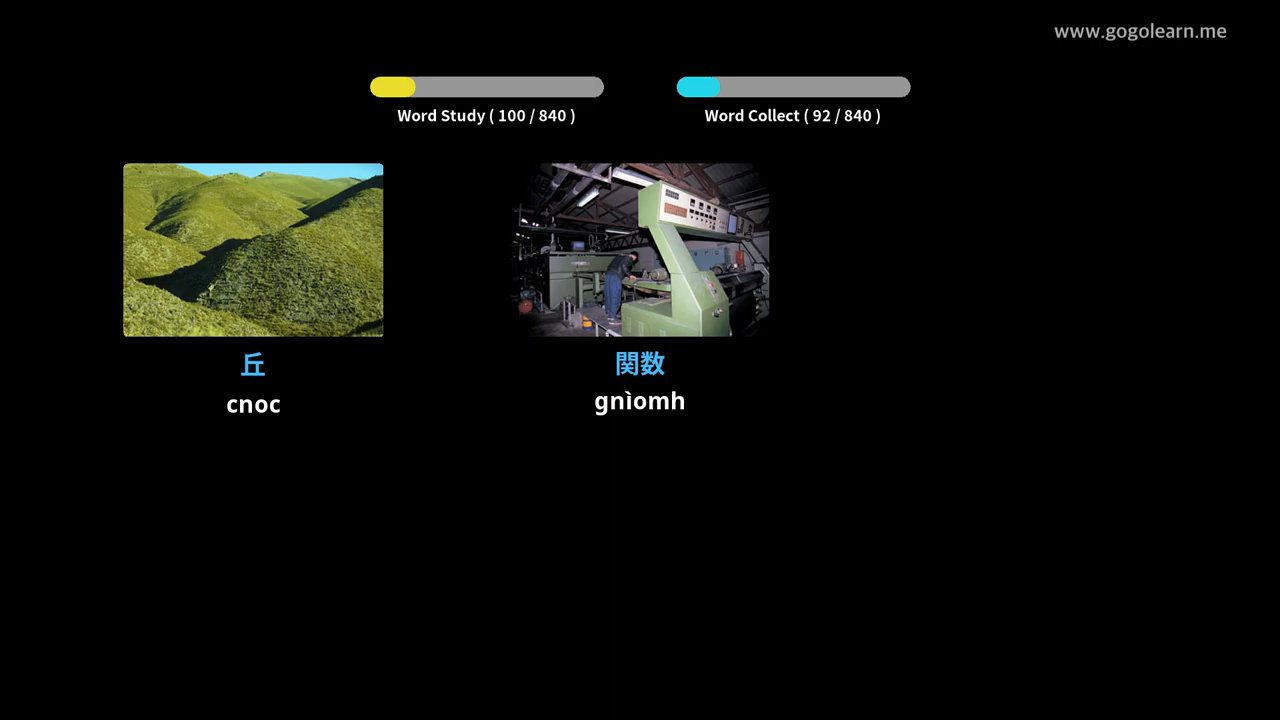 www.gogolearn.me
Word Study ( 100 / 840 )
Word Collect ( 92 / 840 )
丘
cnoc
関数
gnìomh